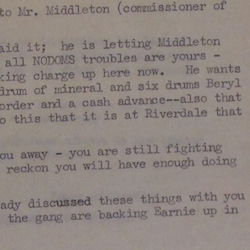 to Mr. Middleton (commissioner of
aid it; he is letting Middleton
all NODOMS troubles are yours -
king charge up here now. He wants
drum of mineral and six drums Beryl
order and a cash advance--also that
o this that it is at Riverdale that
ou away - you are still fighting
reckon you will have enough doing
ady discussed these things with you
the gang are backing Earnie up in